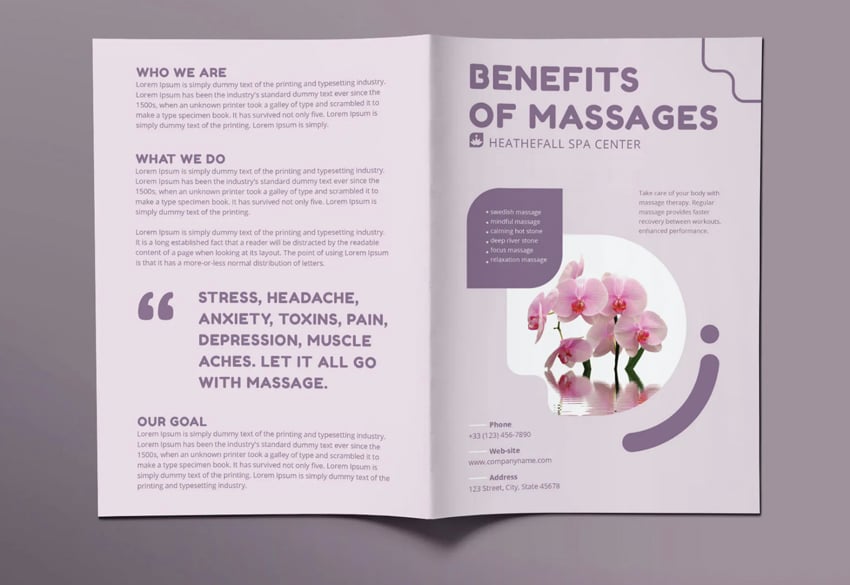 WHO WE ARE
Lorem Ipsum is simply dummy text of the printing and typesetting industry.
Lorem Ipsum has been the industry's standard dummy text ever since the
1500s, when an unknown printer took a galley of type and scrambled it to
make a type specimen book. It has survived not only five. Lorem Ipsum is
simply dummy text of the printing. Lorem Ipsum is simply.
WHAT WE DO
Lorem Ipsum is simply dummy text of the printing and typesetting industry.
Lorem Ipsum has been the industry's standard dummy text ever since the
1500s, when an unknown printer took a galley of type and scrambled it to
make a type specimen book. It has survived not only five. Lorem Ipsum is
simply dummy text of the printing.
Lorem Ipsum is simply dummy text of the printing and typesetting industry.
It is a long established fact that a reader will be distracted by the readable
content of a page when looking at its layout. The point of using Lorem Ipsum
is that it has a more-or-less normal distribution of letters.
“
STRESS, HEADACHE,
ANXIETY, TOXINS, PAIN,
DEPRESSION, MUSCLE
ACHES. LET IT ALL GO
WITH MASSAGE.
OUR GOAL
Lorem Ipsum is simply dummy text of the printing and typesetting industry.
Lorem Ipsum has been the industry's standard dummy text ever since the
1500s, when an unknown printer took a galley of type and scrambled it to
make a type specimen book. It has survived not only five. Lorem Ipsum is
simply dummy text of the printing. Lorem Ipsum is simply dummy text of the
printing and typesetting industry.
BENEFITS
OF MASSAGES
HEATHEFALL SPA CENTER
• swedish massage
• mindful massage
• calming hot stone
• deep river stone
• focus massage
• relaxation massage
Take care of your body with
massage therapy. Regular
massage provides faster
recovery between workouts.
enhanced performance.
Phone
+33 (123) 456-7890
Web-site
www.companyname.com
Address
123 Street, City, State 45678